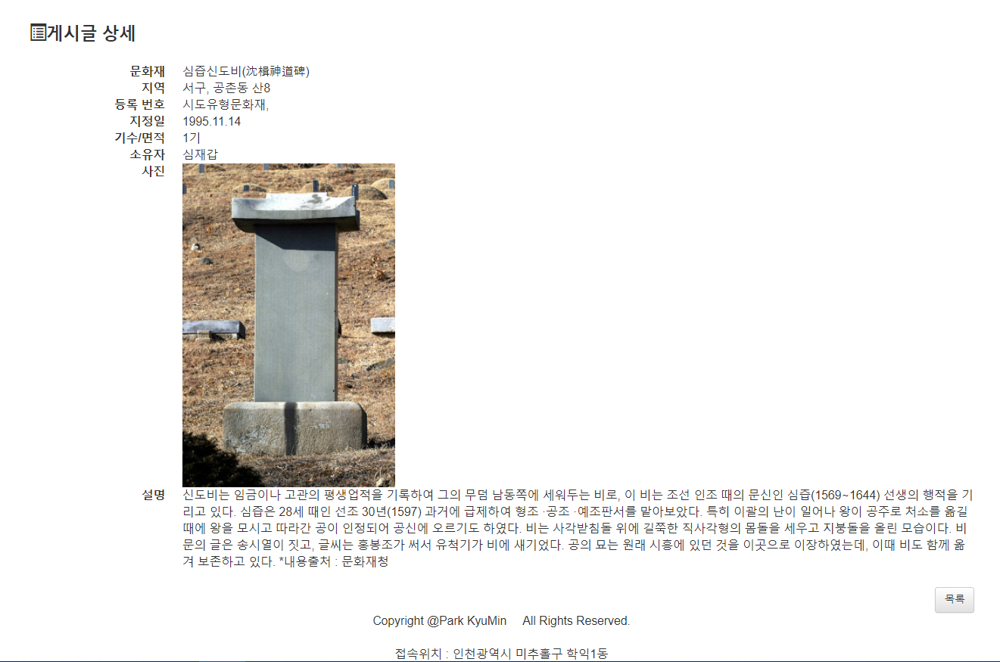 게시글 상세
문화재 심즙신도비(沈楫神道碑)
지역 서구, 공촌동 산8
등록 번호 시도유형문화재,
지정일 1995.11.14
기수/면적 1기
소유자 심재갑
사진
설명 신도비는 임금이나 고관의 평생업적을 기록하여 그의 무덤 남동쪽에 세워두는 비로, 이 비는 조선 인조 때의 문신인 심즙(1569~1644) 선생의 행적을 기
리고 있다. 심즙은 28세 때인 선조 30년(1597) 과거에 급제하여 형조 ·공조 ·예조판서를 맡아보았다. 특히 이괄의 난이 일어나 왕이 공주로 처소를 옮길
때에 왕을 모시고 따라간 공이 인정되어 공신에 오르기도 하였다. 비는 사각받침돌 위에 길쭉한 직사각형의 몸돌을 세우고 지붕돌을 올린 모습이다. 비
문의 글은 송시열이 짓고, 글씨는 홍봉조가 써서 유척기가 비에 새기었다. 공의 묘는 원래 시흥에 있던 것을 이곳으로 이장하였는데, 이때 비도 함께 옮
겨 보존하고 있다. *내용출처 : 문화재청
목록
Copyright @Park KyuMin All Rights Reserved.
접속위치 : 인천광역시 미추홀구 학익1동